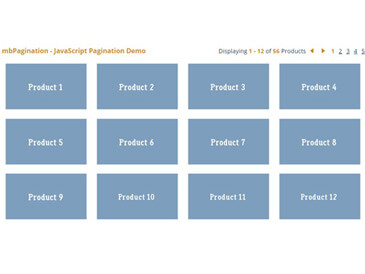 mbPagination - JavaScript Pagination Demo Displaying 1 - 12 of 56 Products 1 2 3 4 5
Product 1 Product 2 Product 3 Product 4
Product 5 Product 6 Product 7 Product 8
Product 9 Product 10 Product 11 Product 12